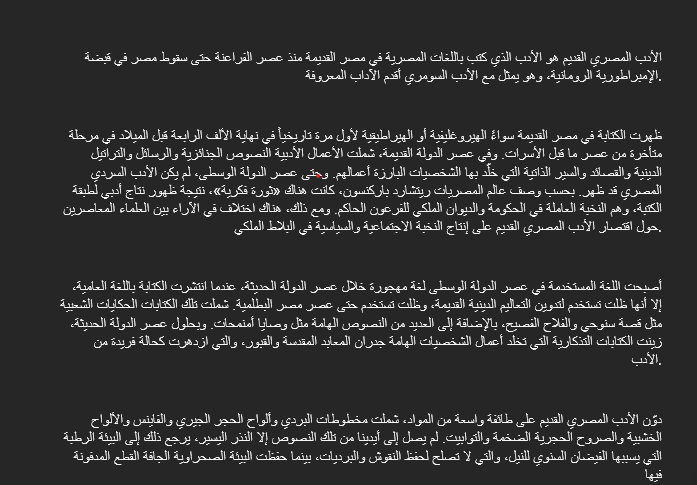 الأدب المصري القديم هو الأدب الذي كتب باللغات المصرية في مصر القديمة منذ عصر الفراعنة حتى سقوط مصر في قبضة
الإمبراطورية الرومانية، وهو يمثل مع الأدب السومري أقدم الآداب المعروفة.
ظهرت الكتابة في مصر القديمة سواءً الهيروغليفية أو الهيراطيقية لأول مرة تاريخياً في نهاية الألف الرابعة قبل الميلاد في مرحلة
متأخرة من عصر ما قبل الأسرات. وفي عصر الدولة القديمة، شملت الأعمال الأدبية النصوص الجنائزية والرسائل والتراتيل
الدينية والقصائد والسير الذاتية التي خلّد بها الشخصيات البارزة أعمالهم. وحتى عصر الدولة الوسطى، لم يكن الأدب السردي
المصري قد ظهر. بحسب وصف عالم المصريات ريتشارد باركنسون، كانت هناك «ثورة فكرية»، نتيجة ظهور نتاج أدبي لطبقة
الكتبة، وهم النخبة العاملة في الحكومة والديوان الملكي للفرعون الحاكم. ومع ذلك، هناك اختلاف في الآراء بين العلماء المعاصرين
حول اقتصار الأدب المصري القديم على إنتاج النخبة الاجتماعية والسياسية في البلاط الملكي.
أصبحت اللغة المستخدمة في عصر الدولة الوسطى لغة مهجورة خلال عصر الدولة الحديثة، عندما انتشرت الكتابة باللغة العامية،
إلا أنها ظلت تستخدم لتدوين التعاليم الدينية القديمة، وظلت تستخدم حتى عصر مصر البطلمية. شملت تلك الكتابات الحكايات الشعبية
مثل قصة سنوحي والفلاح الفصيح، بالإضافة إلى العديد من النصوص الهامة مثل وصايا أمنمحات. وبحلول عصر الدولة الحديثة،
زينت الكتابات التذكارية التي تخلد أعمال الشخصيات الهامة جدران المعابد المقدسة والقبور، والتي ازدهرت كحالة فريدة من
الأدب.
دوّن الأدب المصري القديم على طائفة واسعة من المواد، شملت مخطوطات البردي وألواح الحجر الجيري والفاينس والألواح
الخشبية والصروح الحجرية الضخمة والتوابيت. لم يصل إلى أيدينا من تلك النصوص إلا النذر اليسير، يرجع ذلك إلى البيئة الرطبة
التي يسببها الفيضان السنوي للنيل، والتي لا تصلح لحفظ النقوش والبرديات، بينما حفظت البيئة الصحراوية الجافة القطع المدفونة
فيها